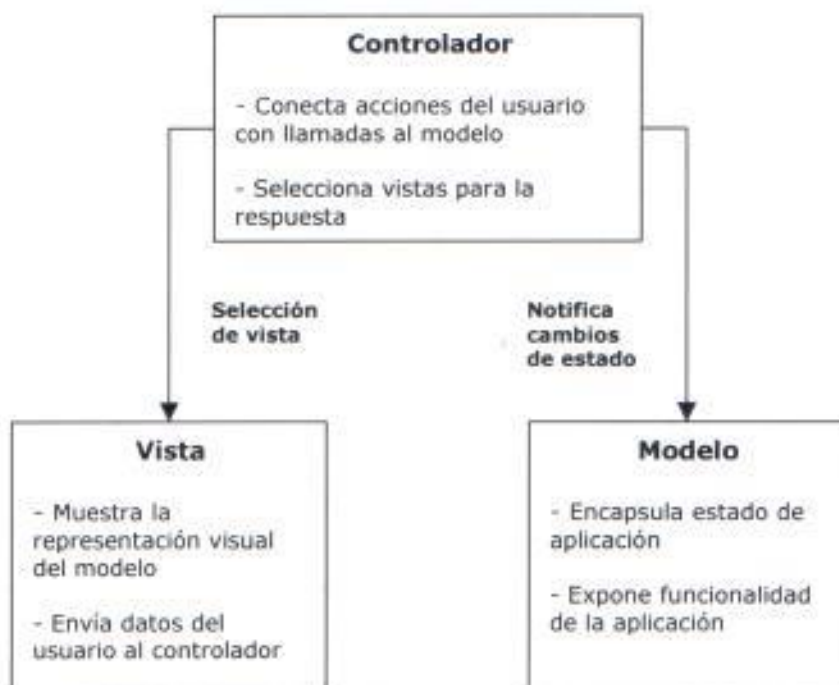 Controlador
- Conecta acciones del usuario
con llamadas al modelo
- Selecciona vistas para la
respuesta
Selección
de vista
Notifica
cambios
de estado
Vista
- Muestra la
representación visual
del modelo
- Envía datos del
usuario al controlador
Modelo
- Encapsula estado de
aplicación
- Expone funcionalidad
de la aplicación